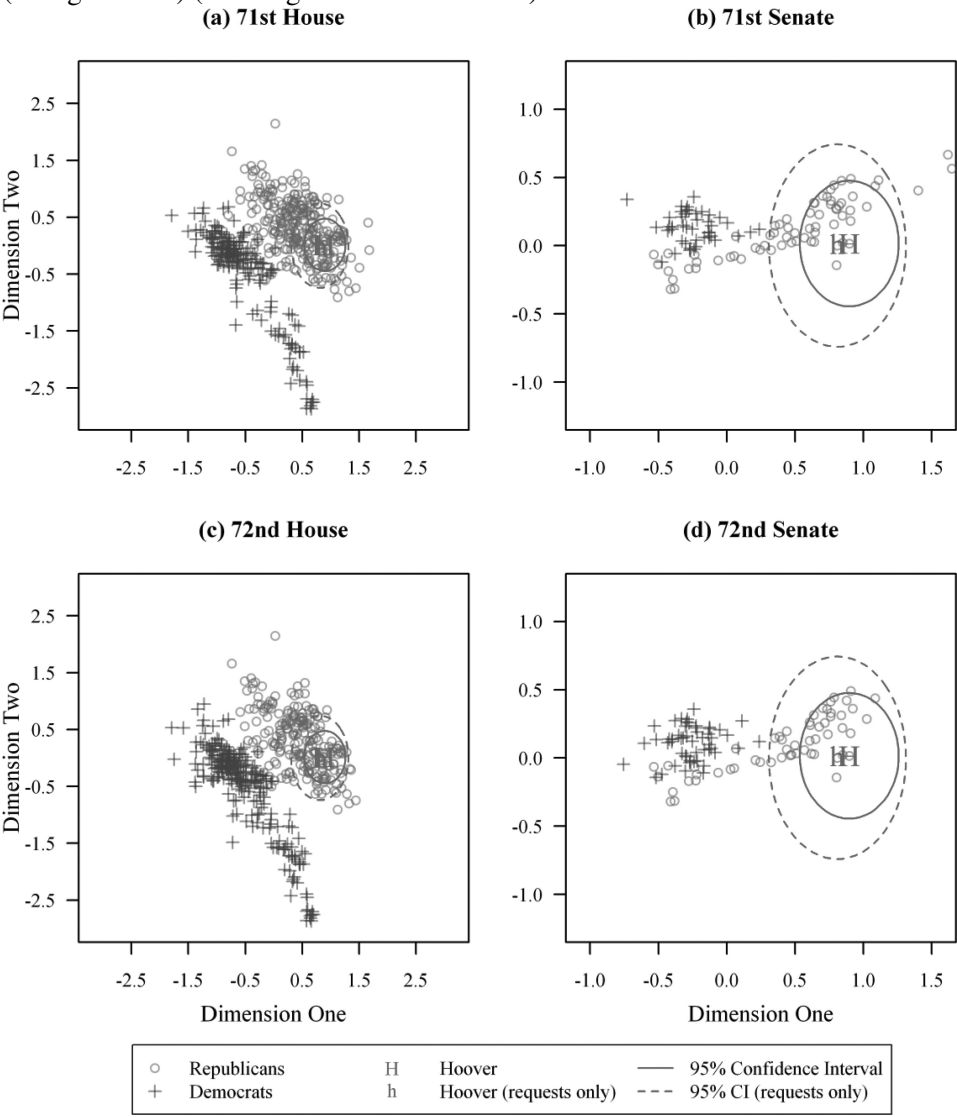 (a) 71st House
(b) 71st Senate
Dimension Two
2.5
1.5
0.5
-0.5
-1.5
-2.5
-2.5 -1.5 -0.5 0.5 1.5 2.5
1.0
0.5
0.0
-0.5
-1.0
hH
-1.0 -0.5 0.0 0.5 1.0 1.5
(c) 72nd House
(d) 72nd Senate
Dimension Two
2.5
1.5
0.5
-0.5
-1.5
-2.5
-2.5 -1.5 -0.5 0.5 1.5 2.5
Dimension One
1.0
0.5
0.0
-0.5
-1.0
hH
-1.0 -0.5 0.0 0.5 1.0 1.5
Dimension One
Republicans H Hoover 95% Confidence Interval
Democrats h Hoover (requests only) 95% CI (requests only)